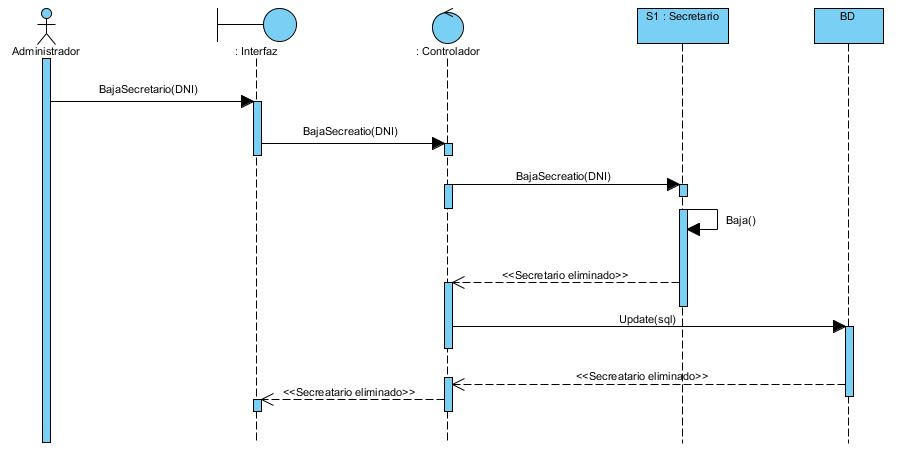 S1 : Secretario
BD
Administrador
: Interfaz
: Controlador
BajaSecretario(DNI)
BajaSecreatio(DNI)
BajaSecreatio(DNI)
Baja()
<<Secretario eliminado>>
Update(sql)
<<Secreatario eliminado>>
<<Secreatario eliminado>>